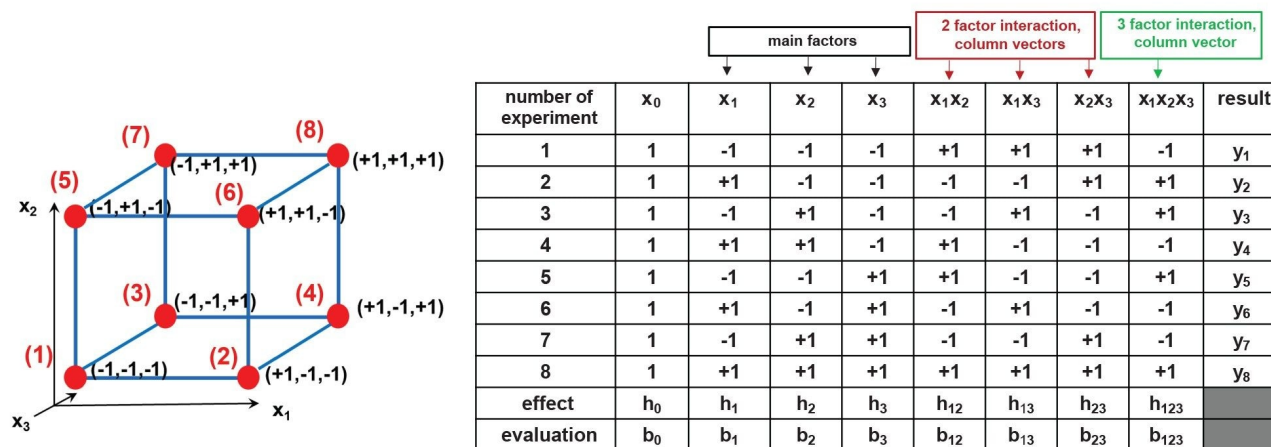 (7)
(8)
(-1,+1,+1)
(+1,+1,+1)
(5)
(6)
x₂
(-1,+1,-1)
(+1,+1,-1)
(3)
(4)
(-1,-1,+1)
(+1,-1,+1)
(1)
(2)
(-1,-1,-1)
(+1,-1,-1)
x₃
x₁
main factors
2 factor interaction,
column vectors
3 factor interaction,
column vector
number of
experiment x₀ x₁ x₂ x₃ x₁x₂ x₁x₃ x₂x₃ x₁x₂x₃ result
1 1 -1 -1 -1 +1 +1 +1 -1 y₁
2 1 +1 -1 -1 -1 -1 +1 +1 y₂
3 1 -1 +1 -1 -1 +1 -1 +1 y₃
4 1 +1 +1 -1 +1 -1 -1 -1 y₄
5 1 -1 -1 +1 +1 -1 -1 +1 y₅
6 1 +1 -1 +1 -1 +1 -1 -1 y₆
7 1 -1 -1 +1 -1 -1 +1 -1 y₇
8 1 +1 +1 +1 +1 +1 +1 +1 y₈
effect h₀ h₁ h₂ h₃ h₁₂ h₁₃ h₂₃ h₁₂₃
evaluation b₀ b₁ b₂ b₃ b₁₂ b₁₃ b₂₃ b₁₂₃